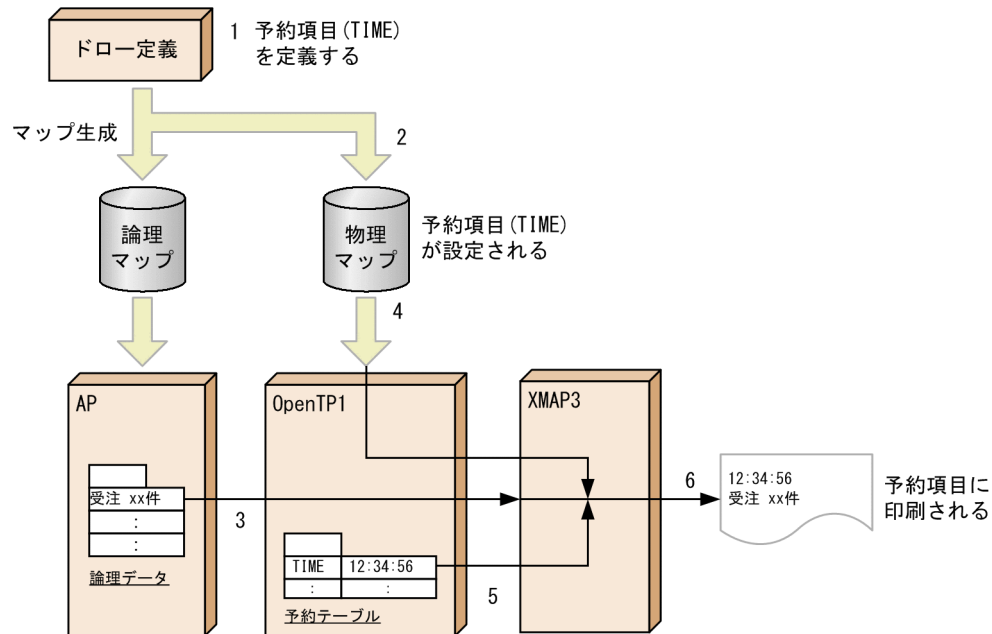 ドロー定義
1 予約項目(TIME)
を定義する
マップ生成
2
論理
マップ
物理
マップ
予約項目(TIME)
が設定される
4
AP
OpenTP1
XMAP3
受注 xx件
:
:
論理データ
3
TIME 12:34:56
: :
予約テーブル
5
6
12:34:56
受注 xx件
予約項目に
印刷される